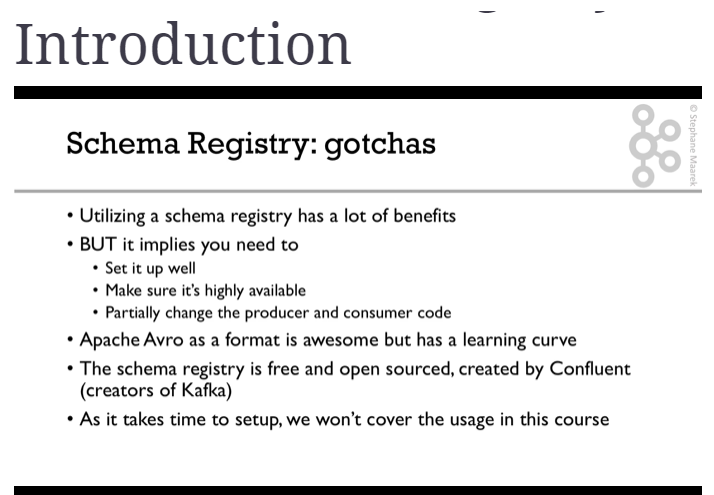 Introduction
Schema Registry: gotchas
© Stephane Maarek
• Utilizing a schema registry has a lot of benefits
• BUT it implies you need to
• Set it up well
• Make sure it's highly available
• Partially change the producer and consumer code
• Apache Avro as a format is awesome but has a learning curve
• The schema registry is free and open sourced, created by Confluent
(creators of Kafka)
• As it takes time to setup, we won't cover the usage in this course